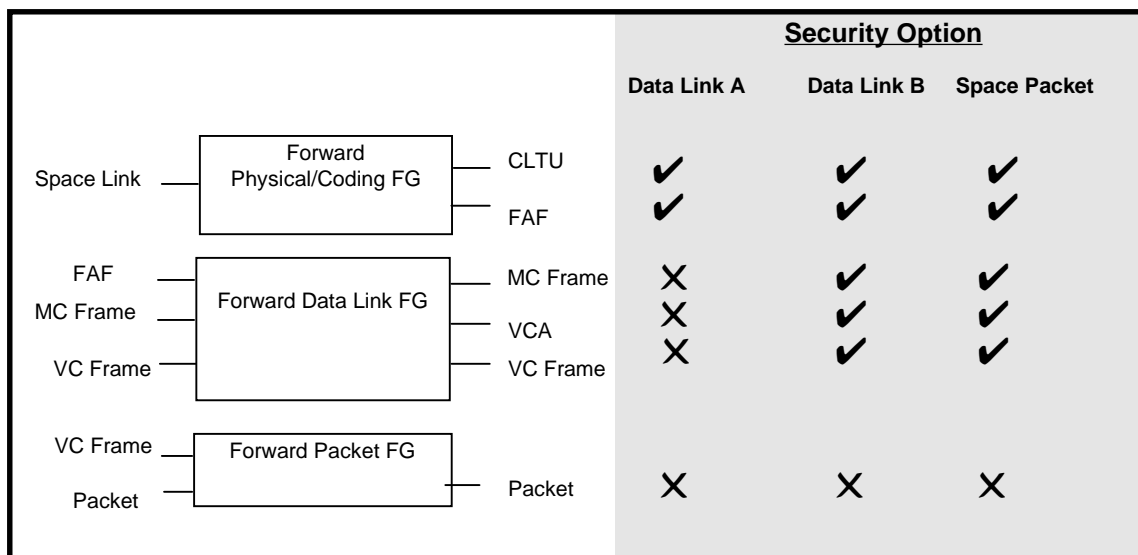 Security Option
Data Link A Data Link B Space Packet
Space Link
Forward
Physical/Coding FG
CLTU
✔ ✔ ✔
FAF
✔ ✔ ✔
FAF
MC Frame
VC Frame
Forward Data Link FG
MC Frame
✗ ✔ ✔
VCA
✗ ✔ ✔
VC Frame
✗ ✔ ✔
VC Frame
Packet
Forward Packet FG
Packet
✗ ✗ ✗